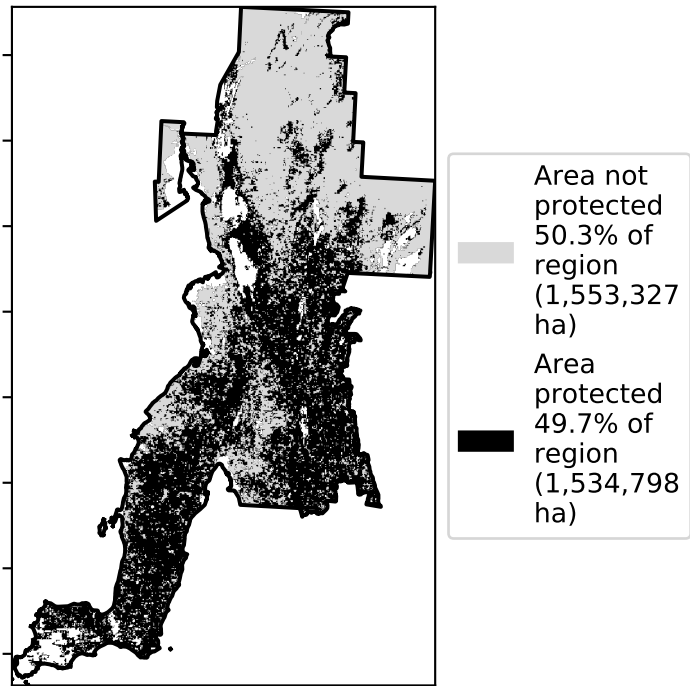 Area not
protected
50.3% of
region
(1,553,327
ha)
Area
protected
49.7% of
region
(1,534,798
ha)